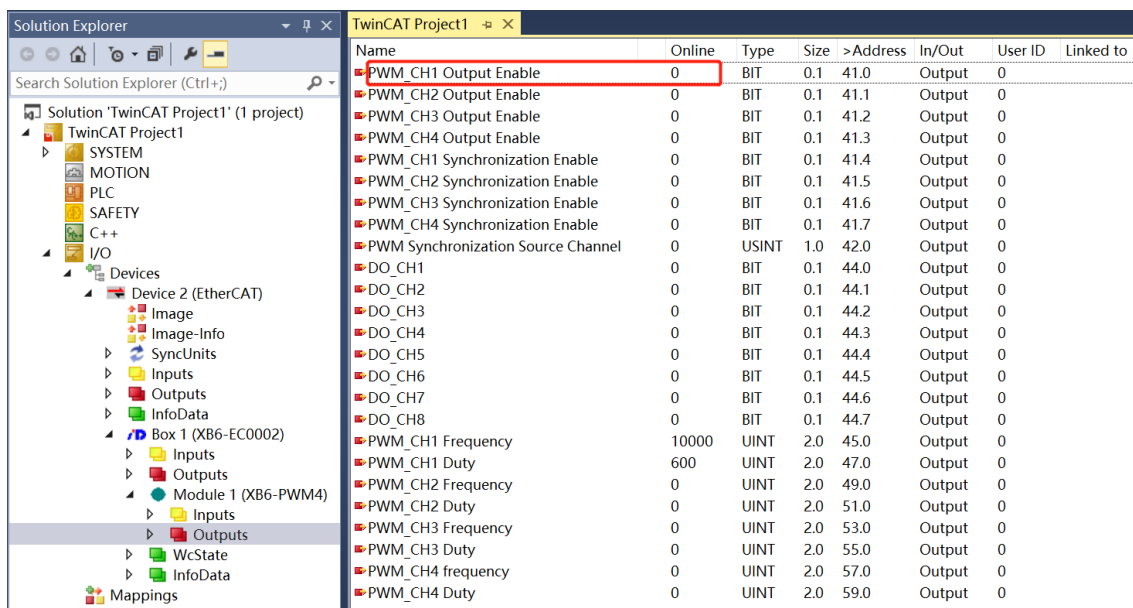 Solution Explorer
Search Solution Explorer (Ctrl+;)
Solution 'TwinCAT Project1' (1 project)
TwinCAT Project1
SYSTEM
MOTION
PLC
SAFETY
C++
I/O
Devices
Device 2 (EtherCAT)
Image
Image-Info
SyncUnits
Inputs
Outputs
InfoData
Box 1 (XB6-EC0002)
Inputs
Outputs
Module 1 (XB6-PWM4)
Inputs
Outputs
WcState
InfoData
Mappings
TwinCAT Project1
Name Online Type Size >Address In/Out User ID Linked to
PWM_CH1 Output Enable 0 BIT 0.1 41.0 Output 0
PWM_CH2 Output Enable 0 BIT 0.1 41.1 Output 0
PWM_CH3 Output Enable 0 BIT 0.1 41.2 Output 0
PWM_CH4 Output Enable 0 BIT 0.1 41.3 Output 0
PWM_CH1 Synchronization Enable 0 BIT 0.1 41.4 Output 0
PWM_CH2 Synchronization Enable 0 BIT 0.1 41.5 Output 0
PWM_CH3 Synchronization Enable 0 BIT 0.1 41.6 Output 0
PWM_CH4 Synchronization Enable 0 BIT 0.1 41.7 Output 0
PWM Synchronization Source Channel 0 USINT 1.0 42.0 Output 0
DO_CH1 0 BIT 0.1 44.0 Output 0
DO_CH2 0 BIT 0.1 44.1 Output 0
DO_CH3 0 BIT 0.1 44.2 Output 0
DO_CH4 0 BIT 0.1 44.3 Output 0
DO_CH5 0 BIT 0.1 44.4 Output 0
DO_CH6 0 BIT 0.1 44.5 Output 0
DO_CH7 0 BIT 0.1 44.6 Output 0
DO_CH8 0 BIT 0.1 44.7 Output 0
PWM_CH1 Frequency 10000 UINT 2.0 45.0 Output 0
PWM_CH1 Duty 600 UINT 2.0 47.0 Output 0
PWM_CH2 Frequency 0 UINT 2.0 49.0 Output 0
PWM_CH2 Duty 0 UINT 2.0 51.0 Output 0
PWM_CH3 Frequency 0 UINT 2.0 53.0 Output 0
PWM_CH3 Duty 0 UINT 2.0 55.0 Output 0
PWM_CH4 frequency 0 UINT 2.0 57.0 Output 0
PWM_CH4 Duty 0 UINT 2.0 59.0 Output 0